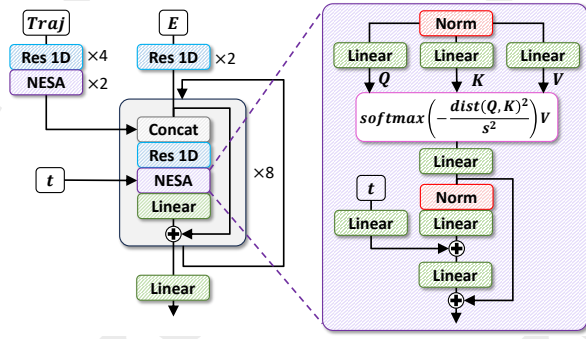 Traj
Res 1D ×4
NESA ×2
E
Res 1D ×2
Concat
Res 1D
t
NESA
Linear
×8
+
Linear
Norm
Linear Linear Linear
Q K V
softmax(-dist(Q, K)²/s²)V
Linear
t
Norm
Linear Linear
+
Linear
+